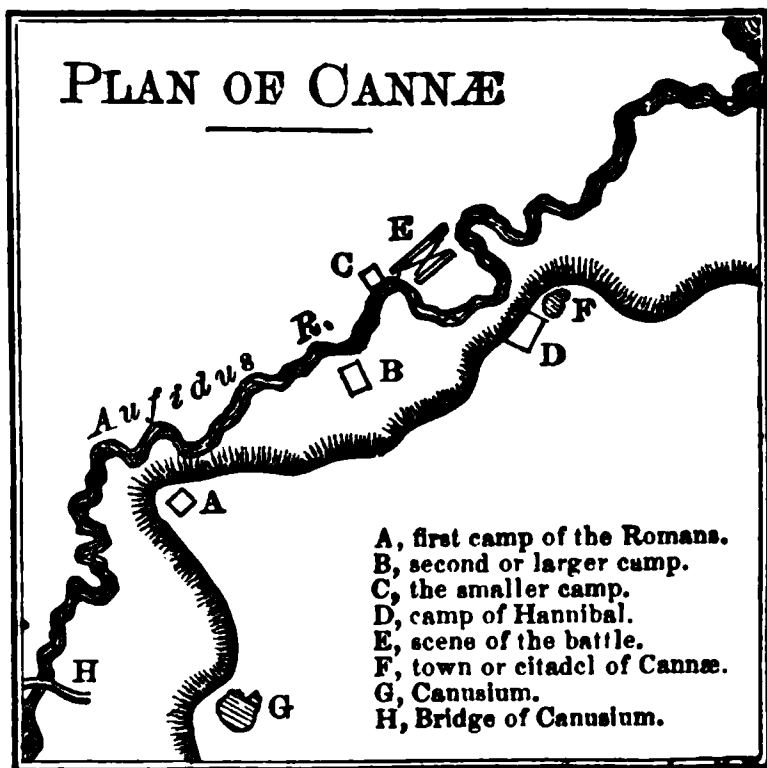 PLAN OF CANNÆ
E
C
R.
F
D
B
Aufidus
A
A, first camp of the Romans.
B, second or larger camp.
C, the smaller camp.
D, camp of Hannibal.
E, scene of the battle.
F, town or citadel of Cannæ.
G, Canusium.
H, Bridge of Canusium.
H
G